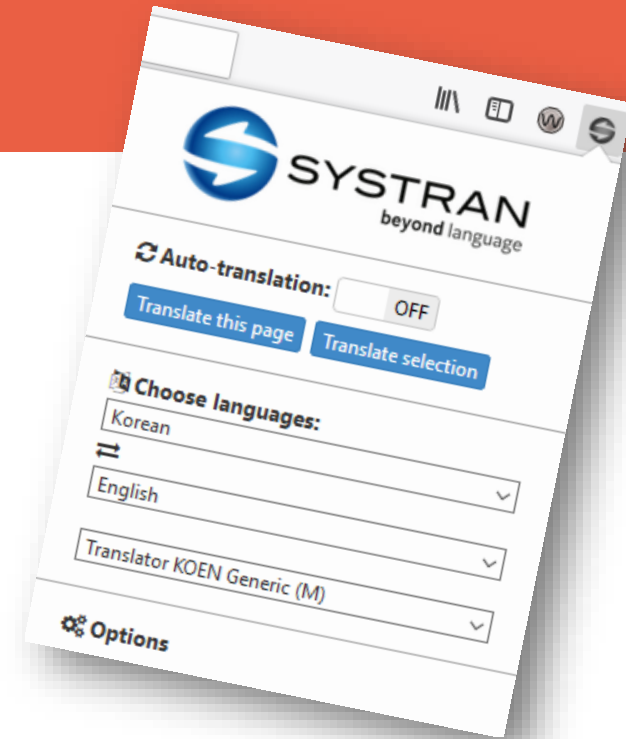 SYSTRAN
beyond language
Auto-translation:
OFF
Translate this page
Translate selection
Choose languages:
Korean
English
Translator KOEN Generic (M)
Options